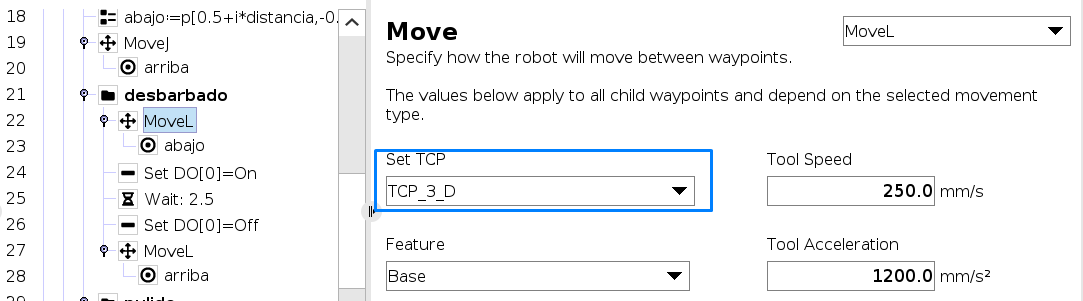 18 abajo:=p[0.5+i*distancia,-0.
19 MoveJ
20 arriba
21 desbarbado
22 MoveL
23 abajo
24 Set DO[0]=On
25 Wait: 2.5
26 Set DO[0]=Off
27 MoveL
28 arriba
Move
MoveL
Specify how the robot will move between waypoints.
The values below apply to all child waypoints and depend on the selected movement
type.
Set TCP
TCP_3_D
Tool Speed
250.0 mm/s
Feature
Base
Tool Acceleration
1200.0 mm/s²